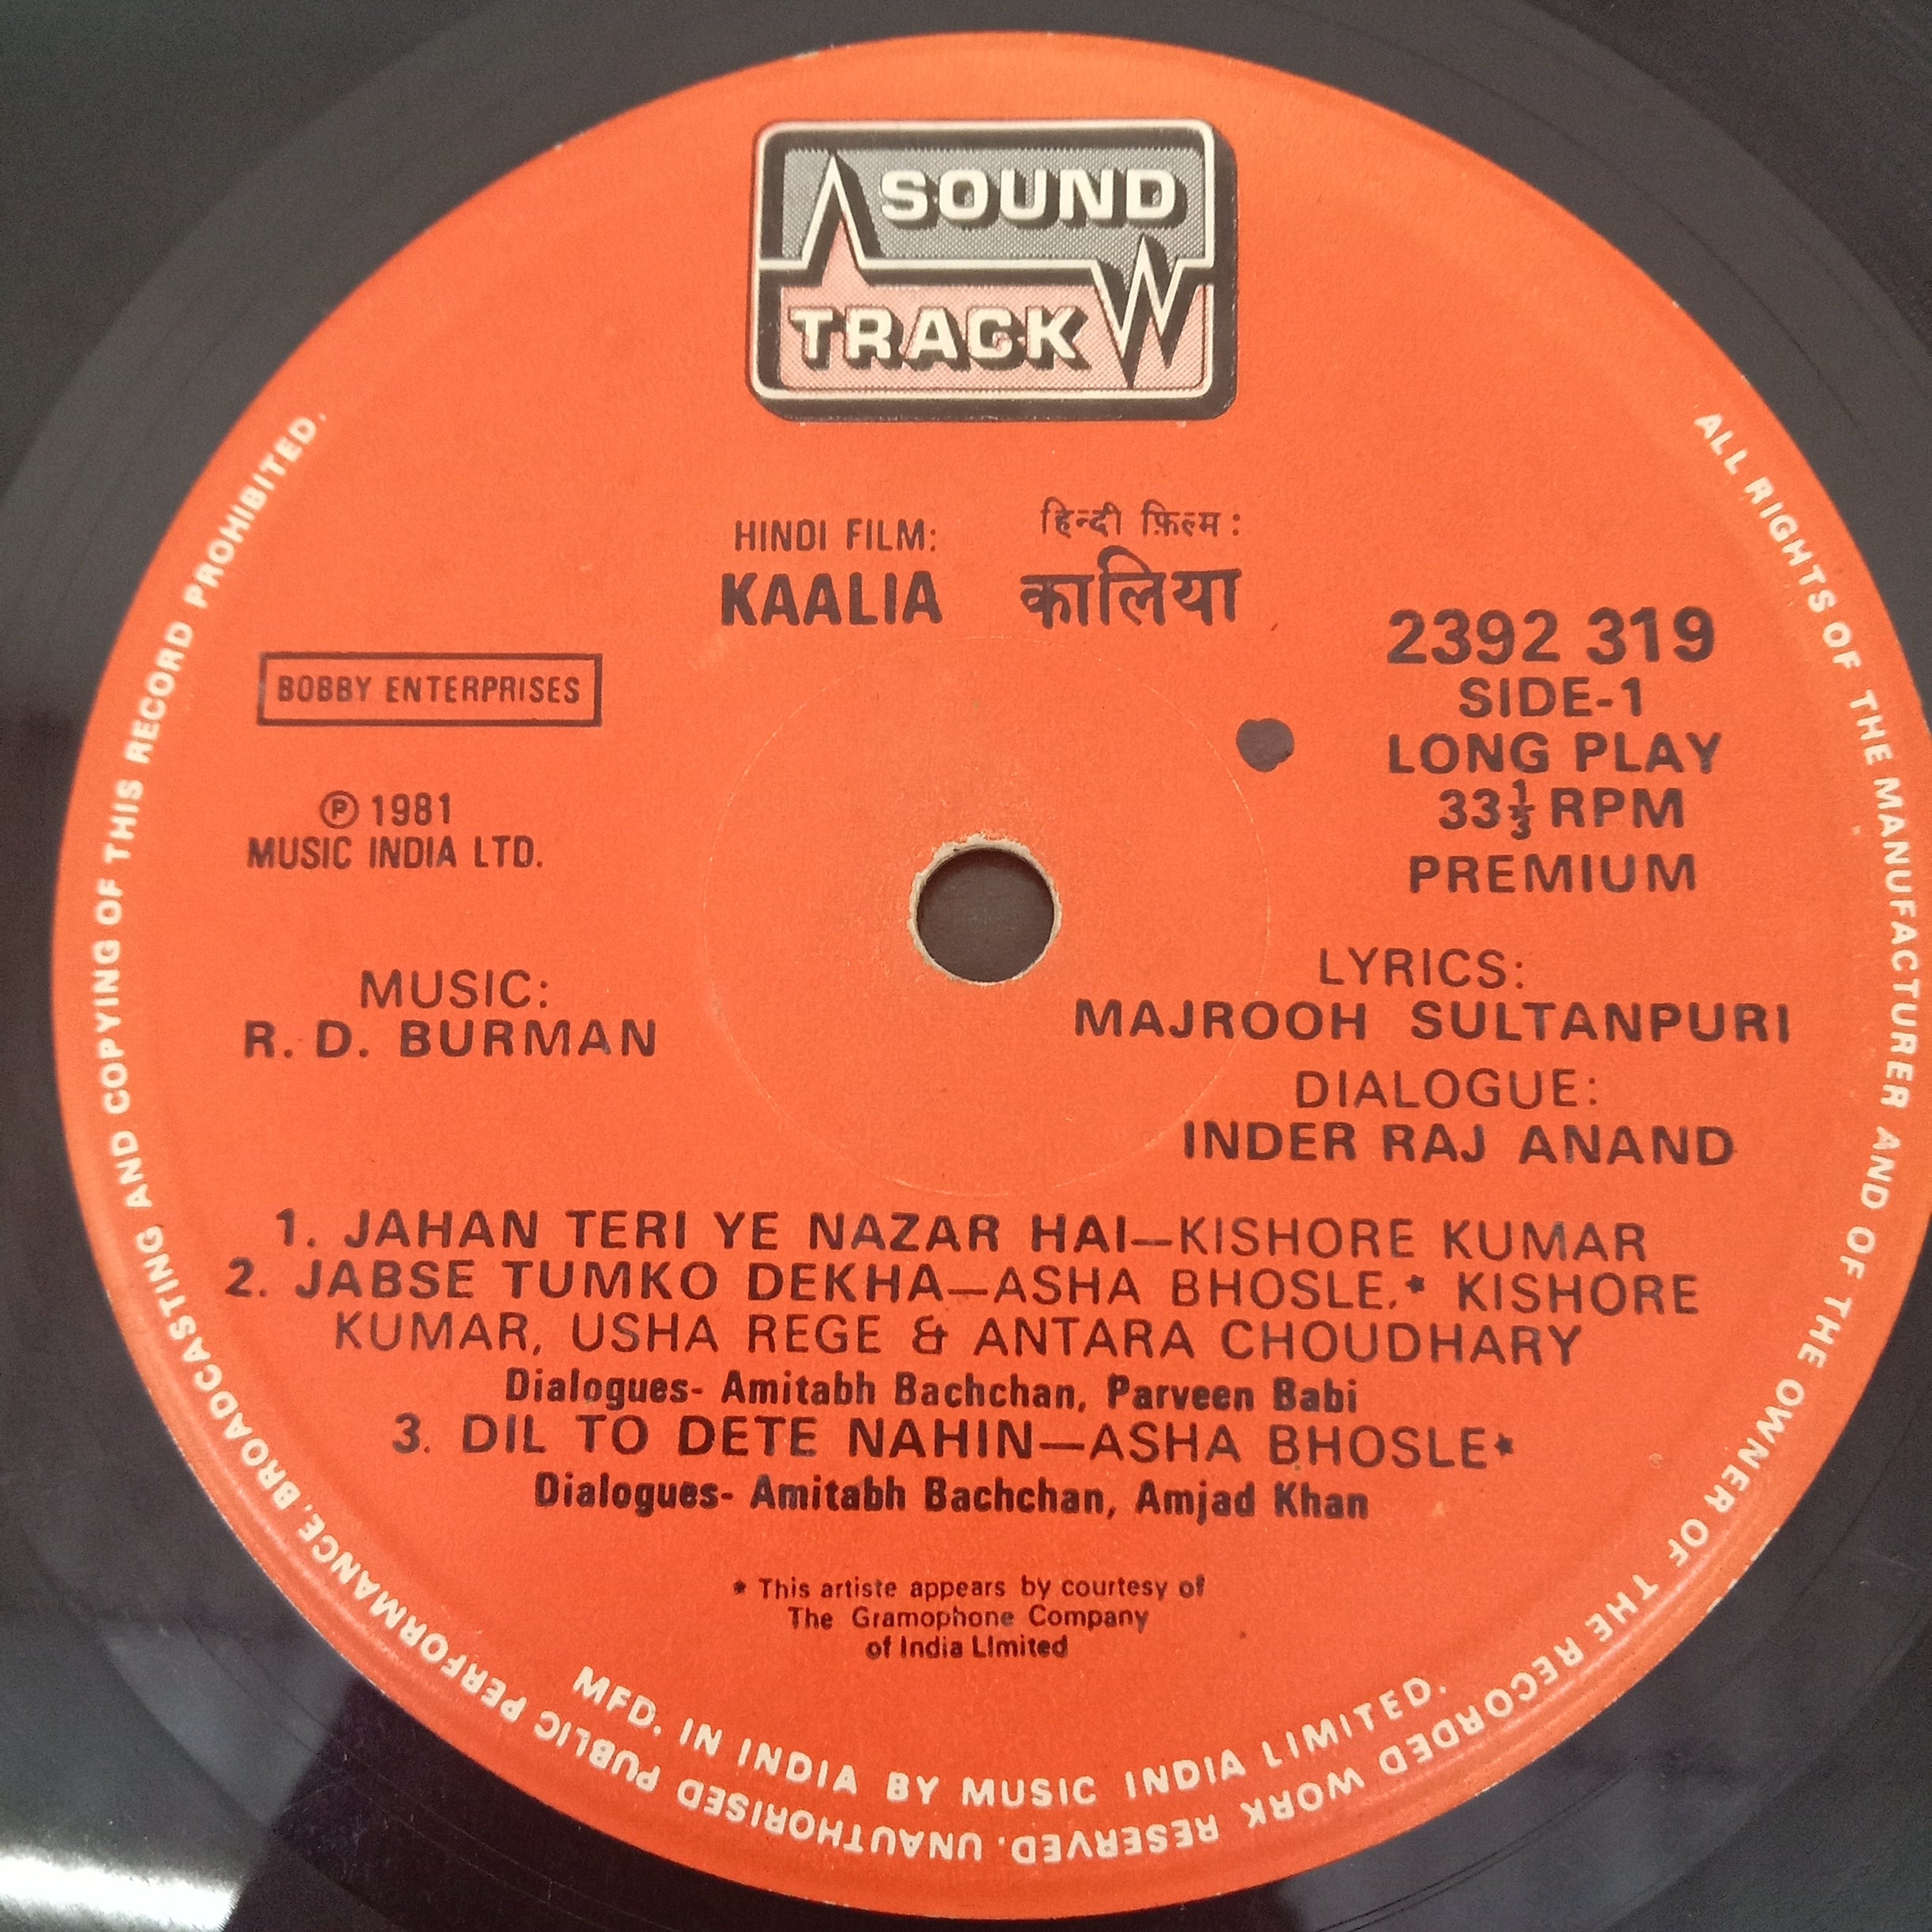 SOUND
TRACK
HINDI FILM: हिन्दी फ़िल्म :
KAALIA कालिया
BOBBY ENTERPRISES
℗ 1981
MUSIC INDIA LTD.
2392 319
SIDE-1
LONG PLAY
33⅓ RPM
PREMIUM
MUSIC:
R. D. BURMAN
LYRICS:
MAJROOH SULTANPURI
DIALOGUE:
INDER RAJ ANAND
1. JAHAN TERI YE NAZAR HAI—KISHORE KUMAR
2. JABSE TUMKO DEKHA—ASHA BHOSLE,* KISHORE
KUMAR, USHA REGE & ANTARA CHOUDHARY
Dialogues- Amitabh Bachchan, Parveen Babi
3. DIL TO DETE NAHIN—ASHA BHOSLE*
Dialogues- Amitabh Bachchan, Amjad Khan
* This artiste appears by courtesy of
The Gramophone Company
of India Limited
MFD. IN INDIA BY MUSIC INDIA LIMITED.
ALL RIGHTS OF THE MANUFACTURER AND OF THE OWNER OF THE RECORDED WORK RESERVED. UNAUTHORISED PUBLIC PERFORMANCE, BROADCASTING AND COPYING OF THIS RECORD PROHIBITED.